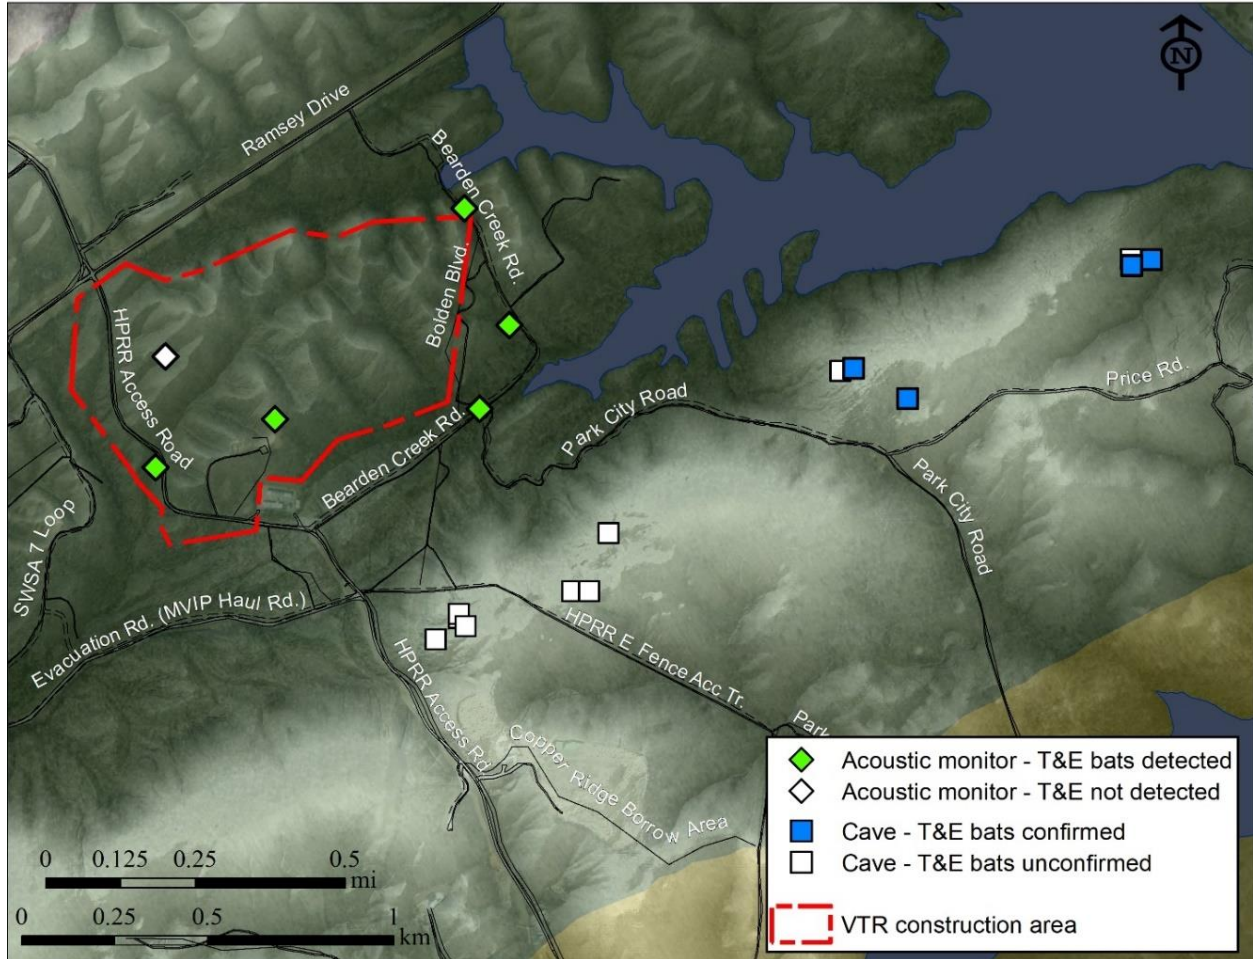 N
Ramsey Drive
Bearden Creek Rd.
Bolden Blvd.
HPRR Access Road
Price Rd.
Park City Road
Bearden Creek Rd.
Park City Road
SWSA 7 Loop
Evacuation Rd. (MVIP Haul Rd.)
HPRR E Fence Acc Tr.
HPRR Access Rd.
Park
Copper Ridge Borrow Area
Acoustic monitor - T&E bats detected
Acoustic monitor - T&E not detected
Cave - T&E bats confirmed
Cave - T&E bats unconfirmed
VTR construction area
0 0.125 0.25 0.5
mi
0 0.25 0.5 1
km